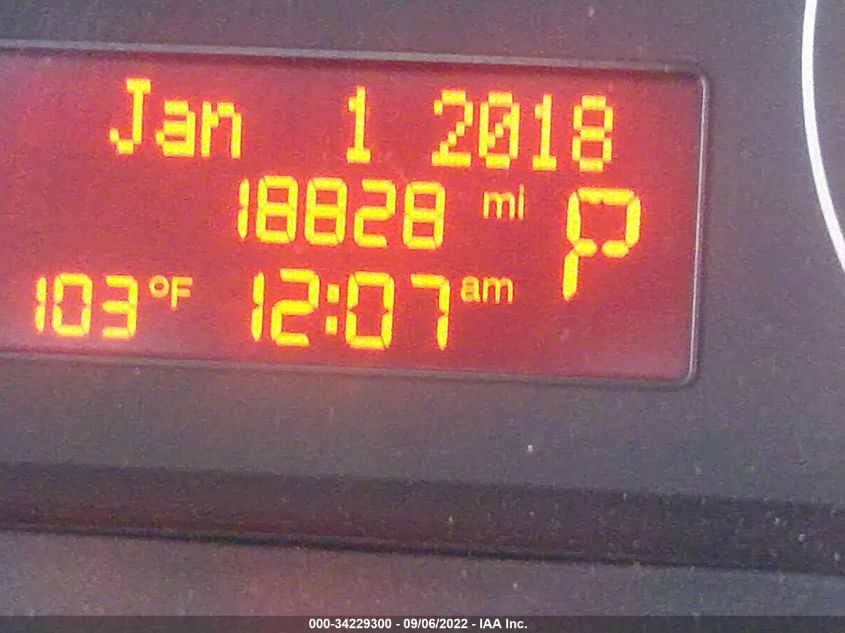 Jan 1 2018
18828 mi P
103°F 12:07 am
000-34229300 - 09/06/2022 - IAA Inc.